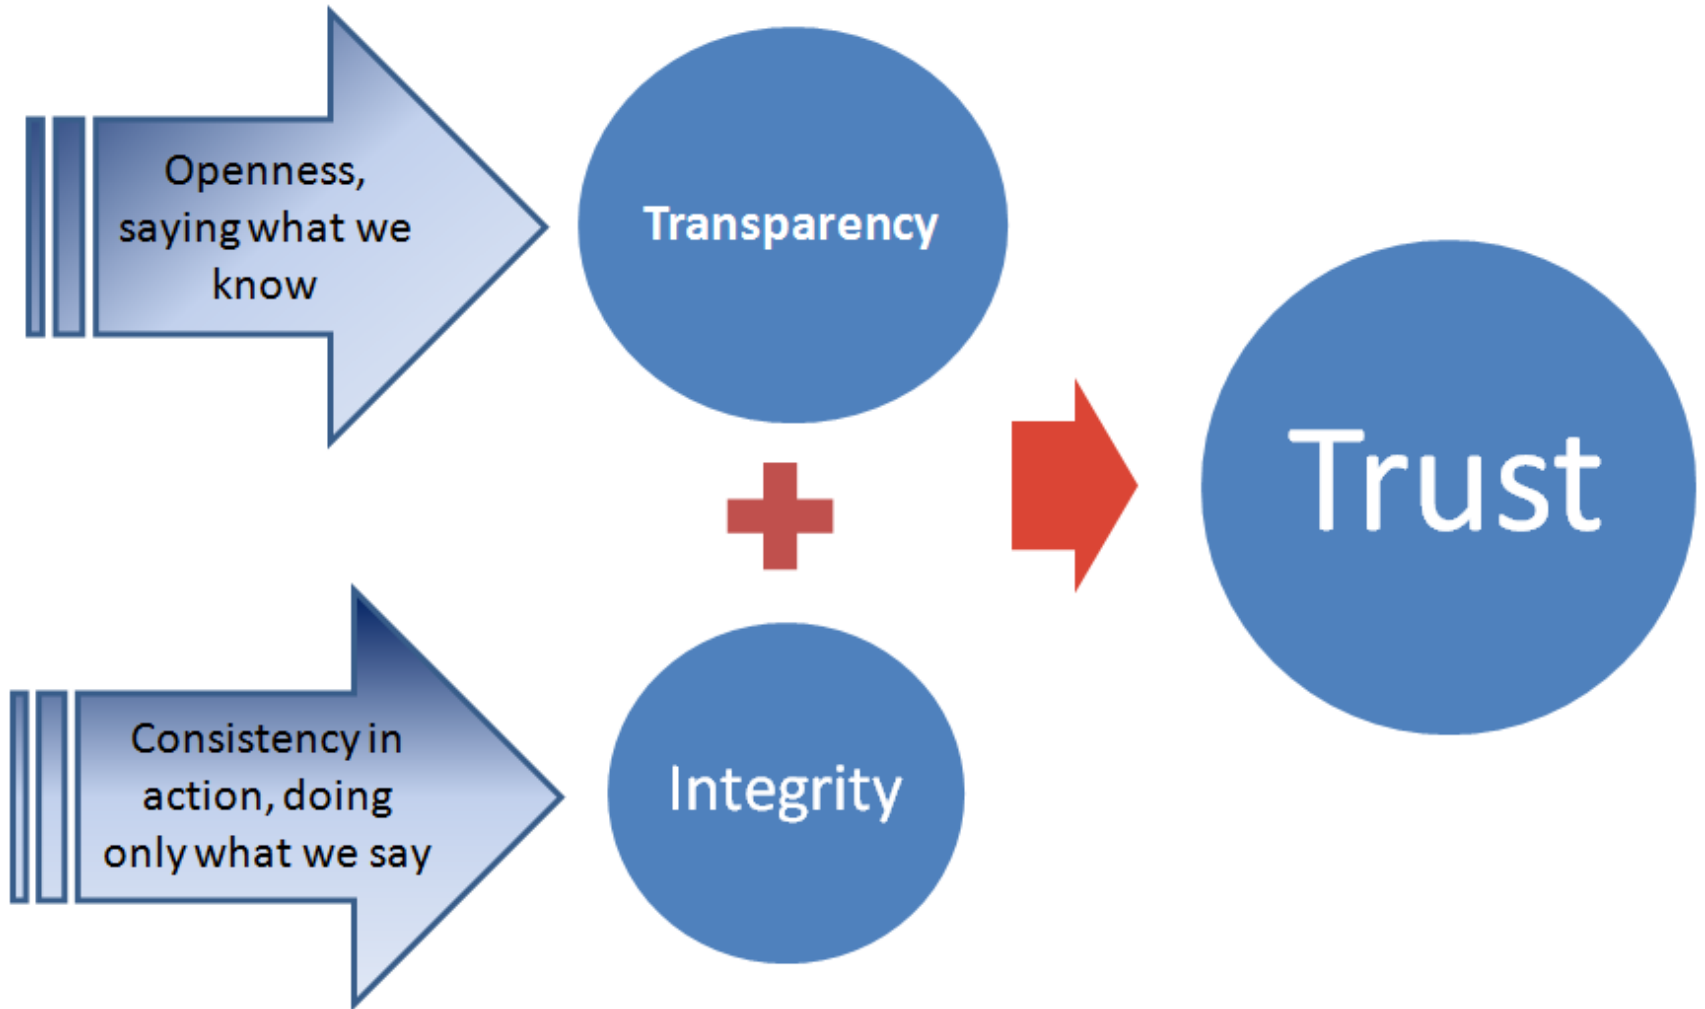 Openness,
saying what we
know
Transparency
Trust
Consistency in
action, doing
only what we say
Integrity